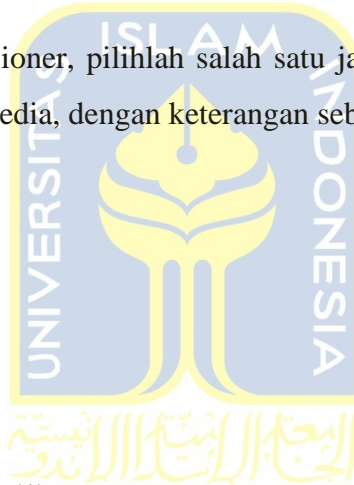 ioner, pilihlah salah satu ja
edia, dengan keterangan seb
UNIVERSITAS
ISLAM
INDONESIA